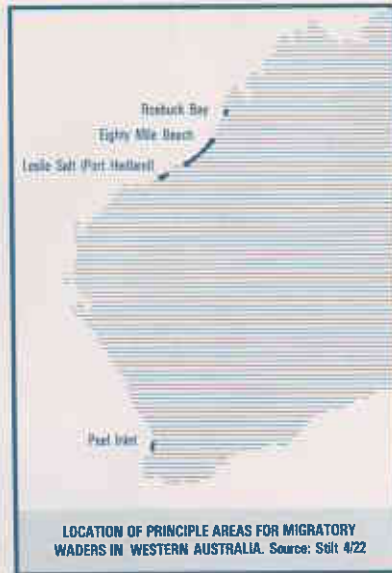 Roebuck Bay
Eighty Mile Beach
Leslie Salt (Port Hedland)
Peel Inlet
LOCATION OF PRINCIPLE AREAS FOR MIGRATORY
WADERS IN WESTERN AUSTRALIA. Source: Stilt 4/22